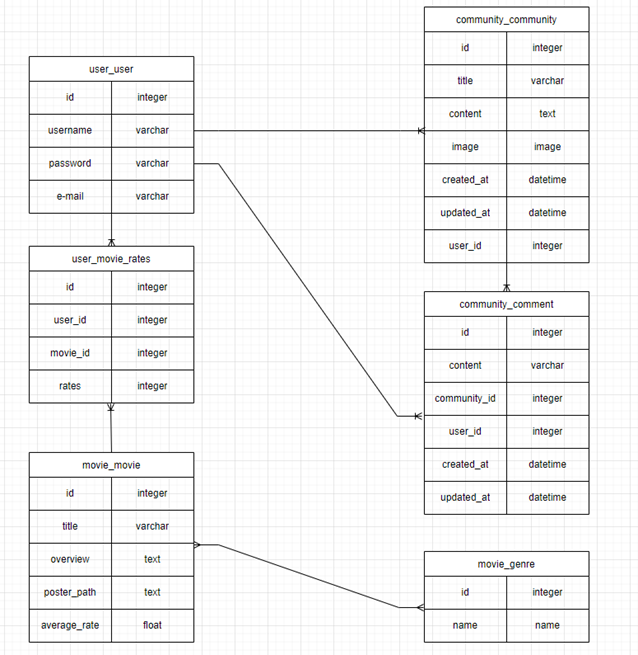 user_user
id integer
username varchar
password varchar
e-mail varchar
user_movie_rates
id integer
user_id integer
movie_id integer
rates integer
movie_movie
id integer
title varchar
overview text
poster_path text
average_rate float
community_community
id integer
title varchar
content text
image image
created_at datetime
updated_at datetime
user_id integer
community_comment
id integer
content varchar
community_id integer
user_id integer
created_at datetime
updated_at datetime
movie_genre
id integer
name name